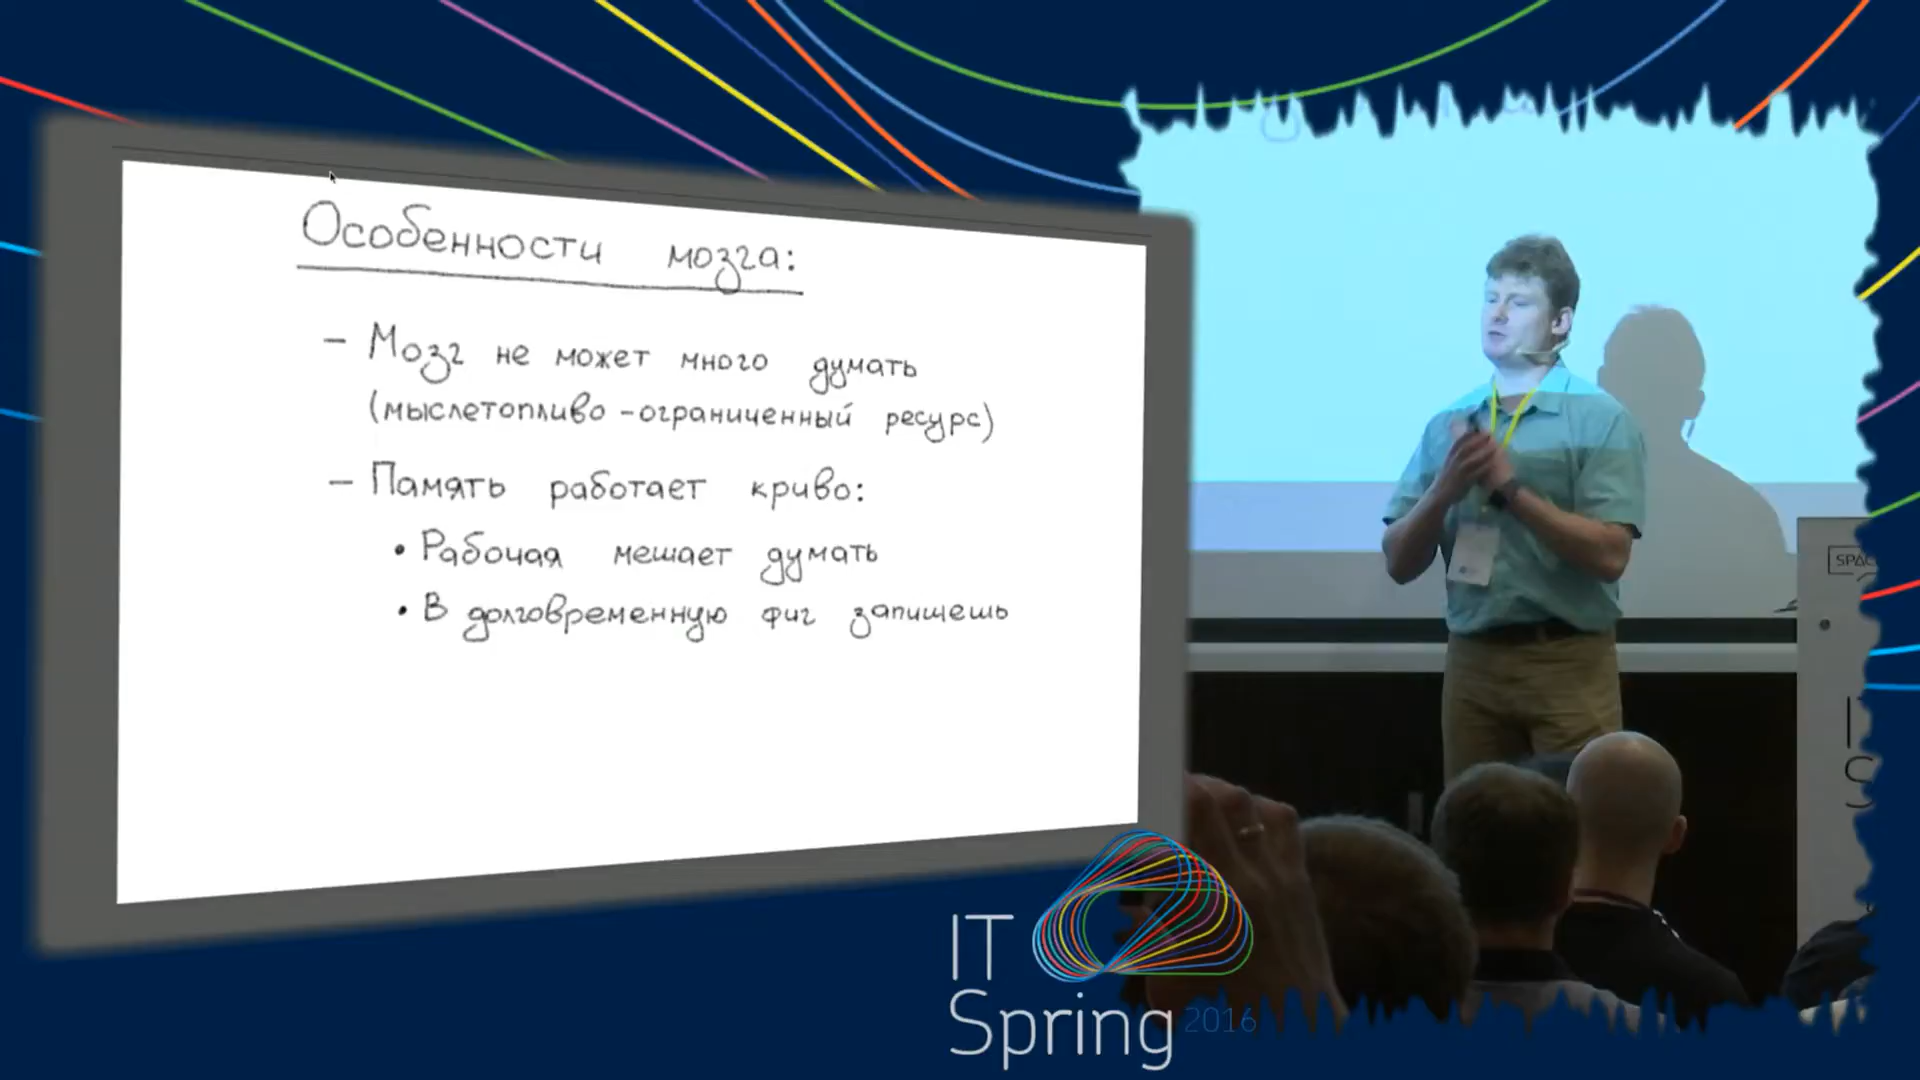 Особенности мозга:
– Мозг не может много думать
(мыслетопливо – ограниченный ресурс)
– Память работает криво:
• Рабочая мешает думать
• В долговременную фиг запишешь
IT
Spring 2016